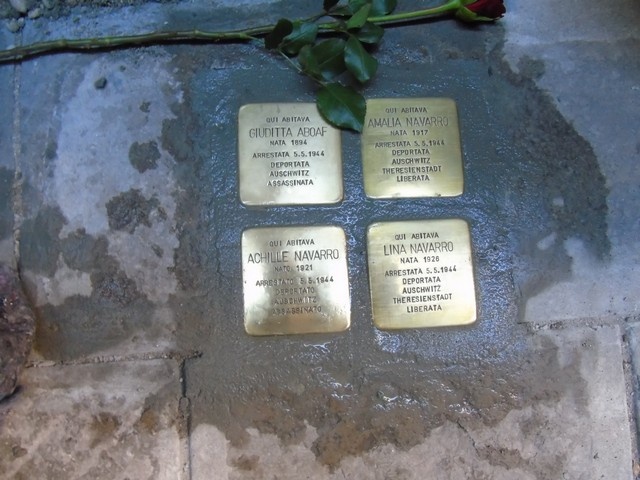 QUI ABITAVA
GIUDITTA ABOAF
NATA 1894
ARRESTATA 5.5.1944
DEPORTATA
AUSCHWITZ
ASSASSINATA
QUI ABITAVA
AMALIA NAVARRO
NATA 1917
ARRESTATA 5.5.1944
DEPORTATA
AUSCHWITZ
THERESIENSTADT
LIBERATA
QUI ABITAVA
ACHILLE NAVARRO
NATO 1921
ARRESTATO 5.5.1944
DEPORTATO
AUSCHWITZ
ASSASSINATO
QUI ABITAVA
LINA NAVARRO
NATA 1926
ARRESTATA 5.5.1944
DEPORTATA
AUSCHWITZ
THERESIENSTADT
LIBERATA